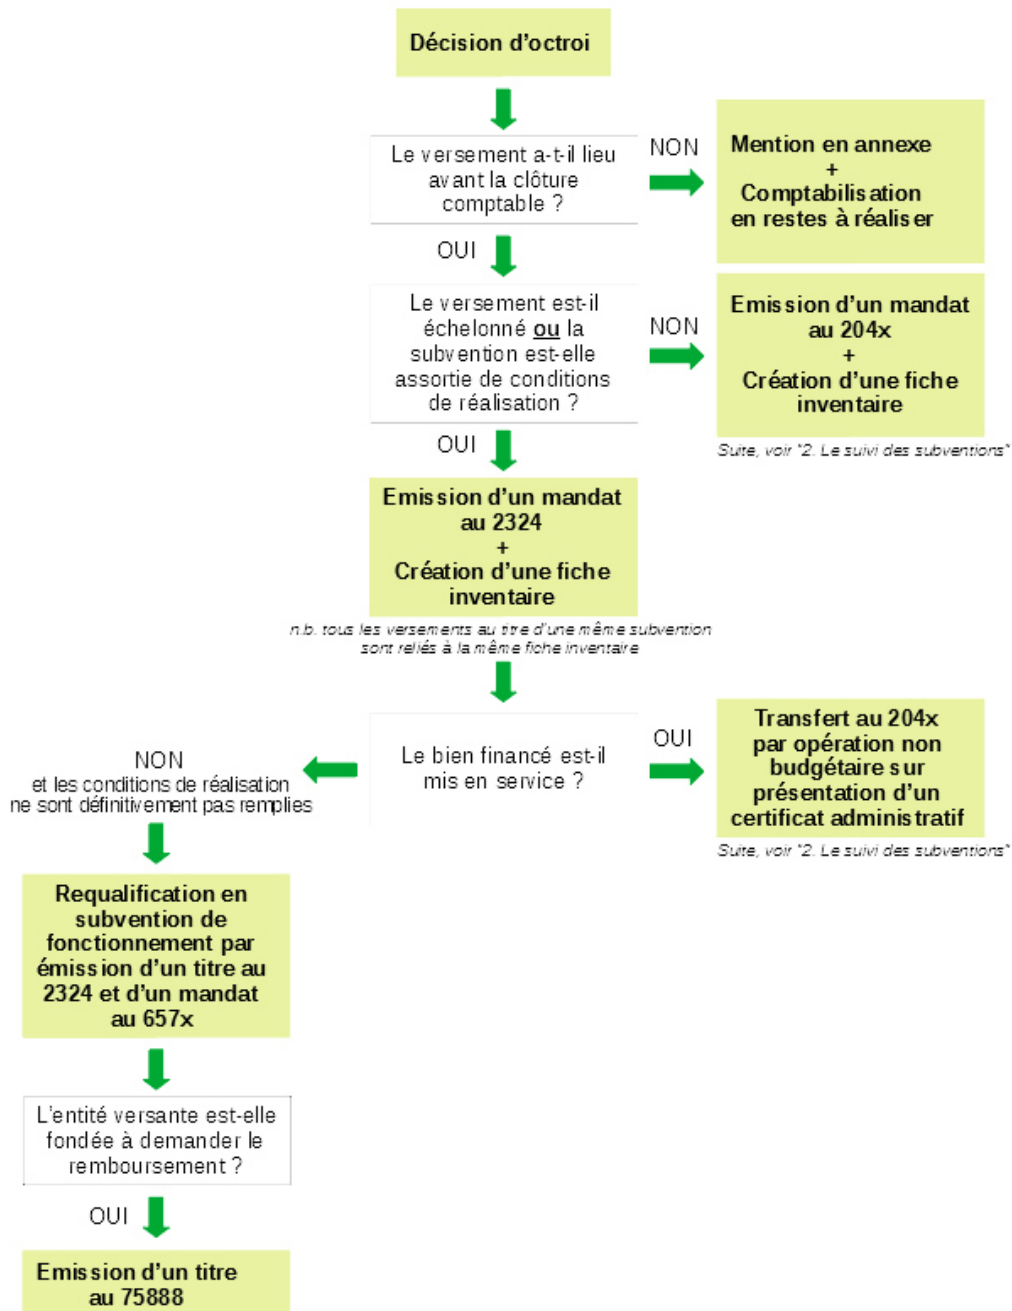 Décision d'octroi
Le versement a-t-il lieu
avant la clôture
comptable ?
NON
Mention en annexe
+
Comptabilisation
en restes à réaliser
OUI
Le versement est-il
échelonné ou la
subvention est-elle
assortie de conditions
de réalisation ?
NON
Emission d'un mandat
au 204x
+
Création d'une fiche
inventaire
Suite, voir "2. Le suivi des subventions"
OUI
Emission d'un mandat
au 2324
+
Création d'une fiche
inventaire
n.b. tous les versements au titre d'une même subvention
sont reliés à la même fiche inventaire
Le bien financé est-il
mis en service ?
OUI
Transfert au 204x
par opération non
budgétaire sur
présentation d'un
certificat administratif
Suite, voir "2. Le suivi des subventions"
NON
et les conditions de réalisation
ne sont définitivement pas remplies
Requalification en
subvention de
fonctionnement par
émission d'un titre au
2324 et d'un mandat
au 657x
L'entité versante est-elle
fondée à demander le
remboursement ?
OUI
Emission d'un titre
au 75888